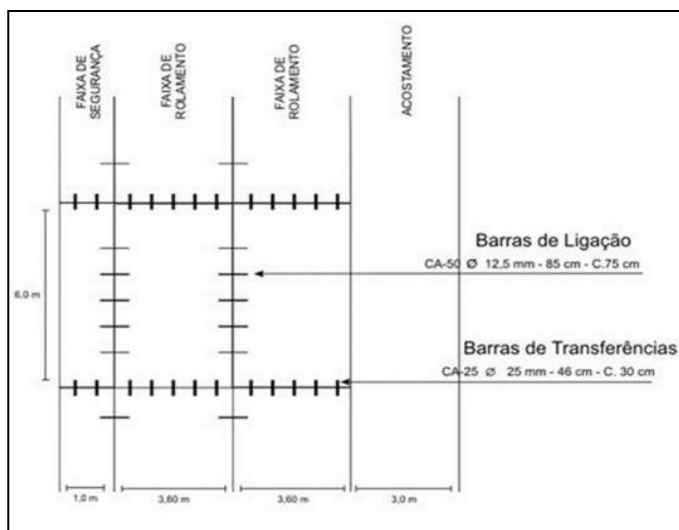 FAIXA DE
SEGURANÇA
FAIXA DE
ROLAMENTO
FAIXA DE
ROLAMENTO
ACOSTAMENTO
Barras de Ligação
CA-50 Ø 12,5 mm - 85 cm - C.75 cm
6,0 m
Barras de Transferências
CA-25 ø 25 mm - 46 cm - C. 30 cm
1,0 m
3,60 m
3,60 m
3,0 m